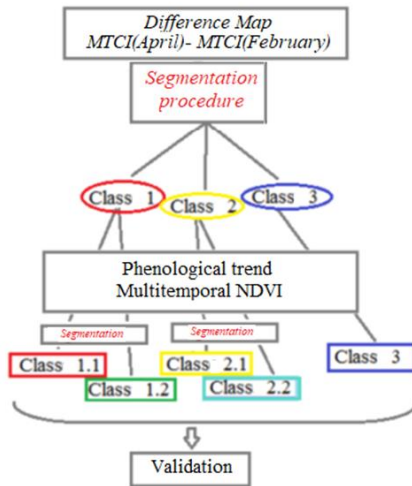 Difference Map
MTCI(April)- MTCI(February)
Segmentation
procedure
Class 1
Class 2
Class 3
Phenological trend
Multitemporal NDVI
Segmentation
Segmentation
Class 1.1
Class 1.2
Class 2.1
Class 2.2
Class 3
Validation